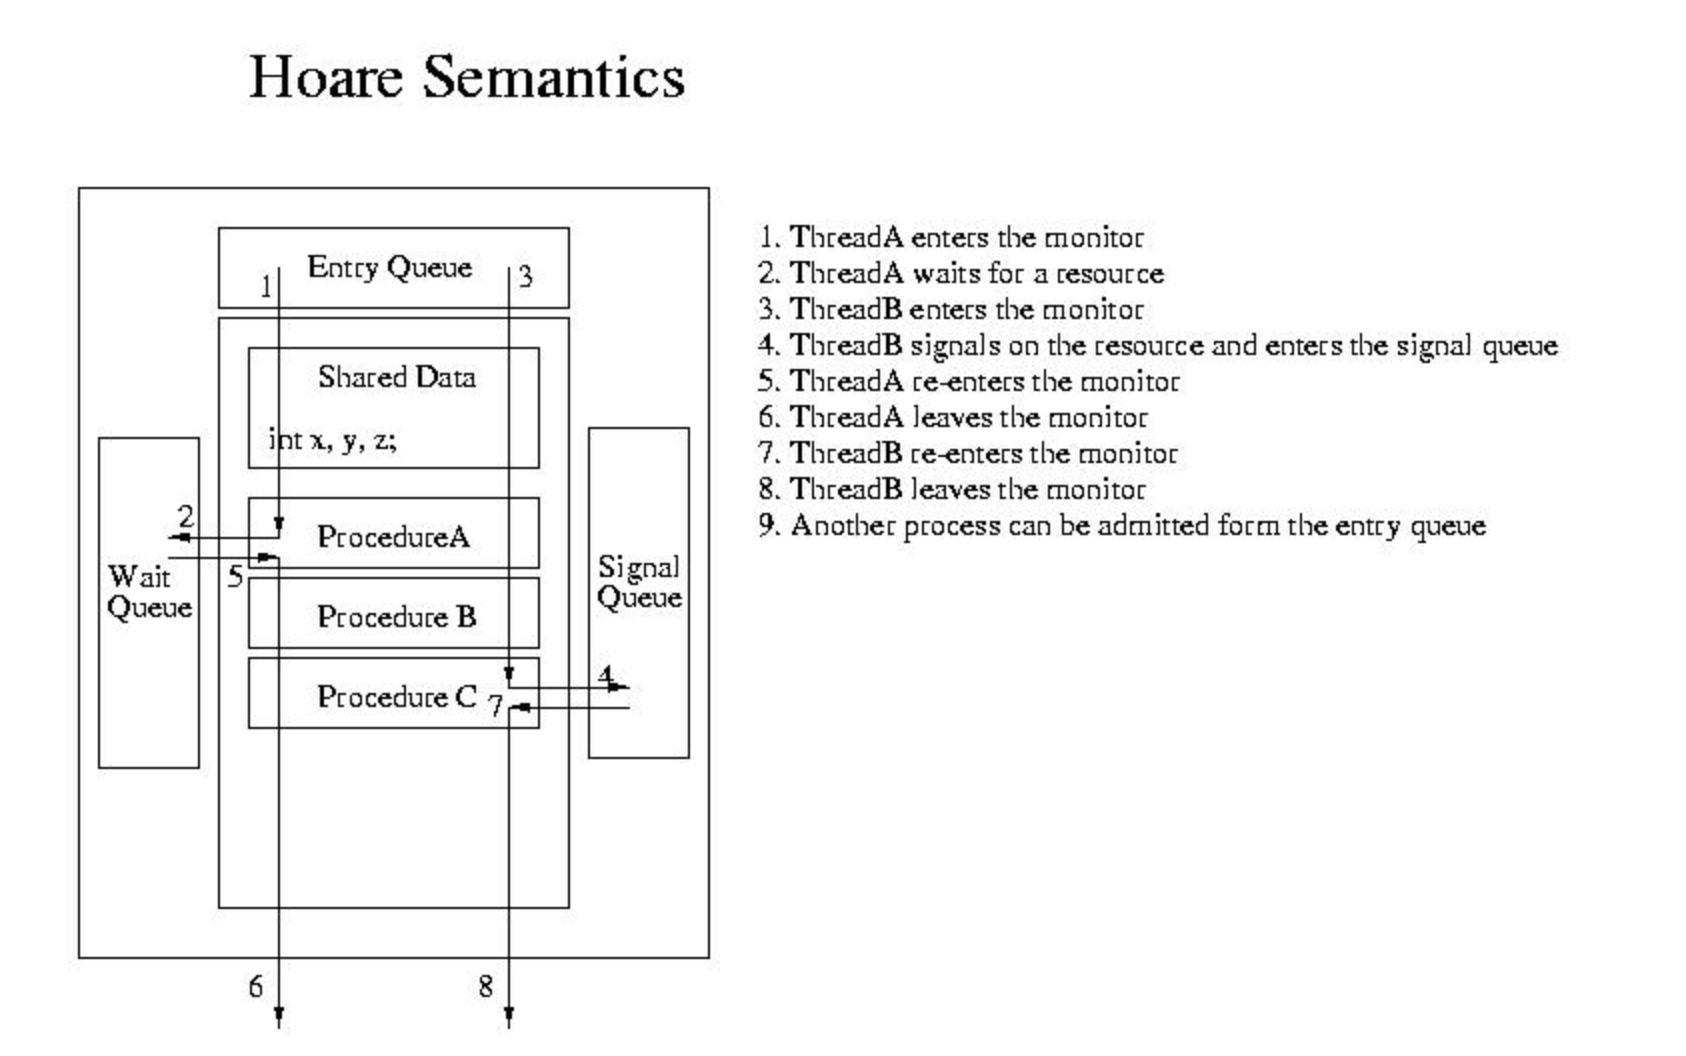 Hoare Semantics
Entry Queue
1
3
Shared Data
int x, y, z;
2
ProcedureA
5
Wait
Queue
Procedure B
Signal
Queue
4
Procedure C
7
6
8
1. ThreadA enters the monitor
2. ThreadA waits for a resource
3. ThreadB enters the monitor
4. ThreadB signals on the resource and enters the signal queue
5. ThreadA re-enters the monitor
6. ThreadA leaves the monitor
7. ThreadB re-enters the monitor
8. ThreadB leaves the monitor
9. Another process can be admitted form the entry queue